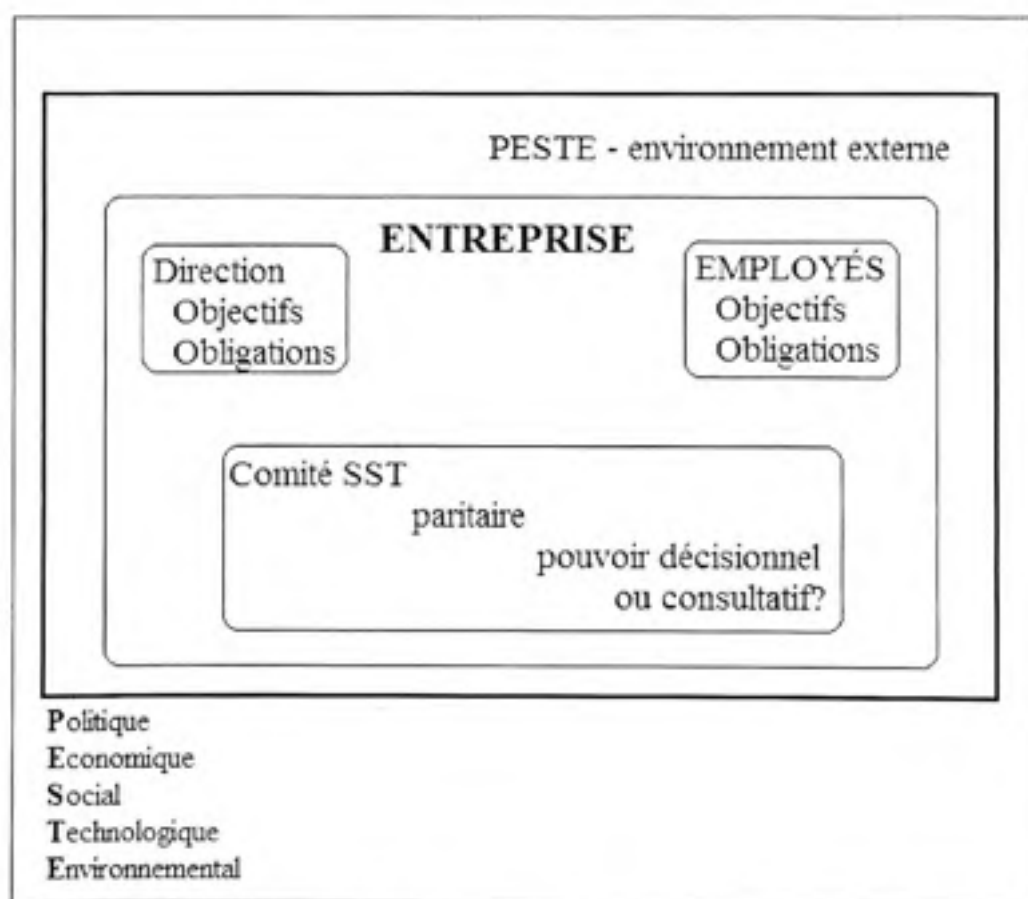 PESTE - environnement externe
ENTREPRISE
Direction
Objectifs
Obligations
EMPLOYÉS
Objectifs
Obligations
Comité SST
paritaire
pouvoir décisionnel
ou consultatif?
Politique
Economique
Social
Technologique
Environnemental